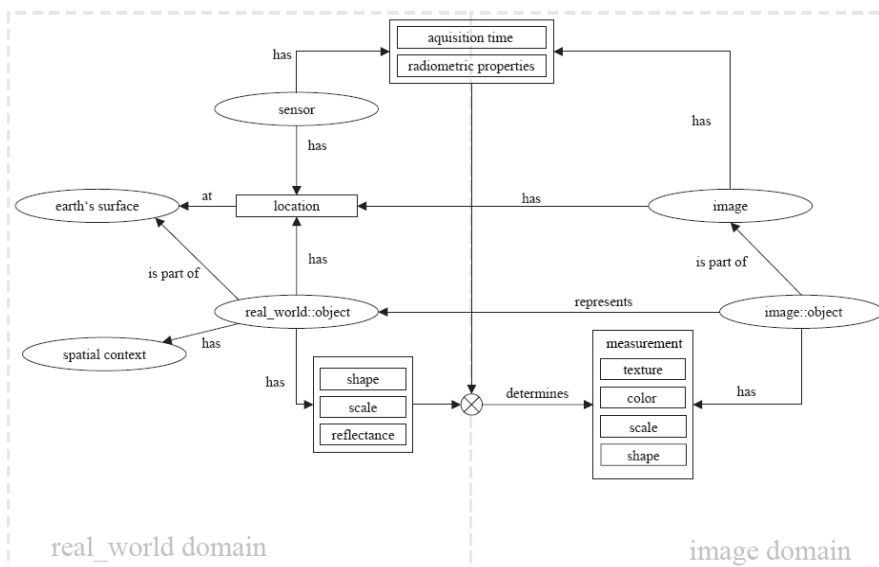 aquisition time
has
radiometric properties
sensor
has
has
earth's surface
at
location
has
image
is part of
has
is part of
real_world::object
represents
image::object
spatial context
has
has
shape
scale
reflectance
determines
measurement
texture
color
scale
shape
has
real_world domain
image domain